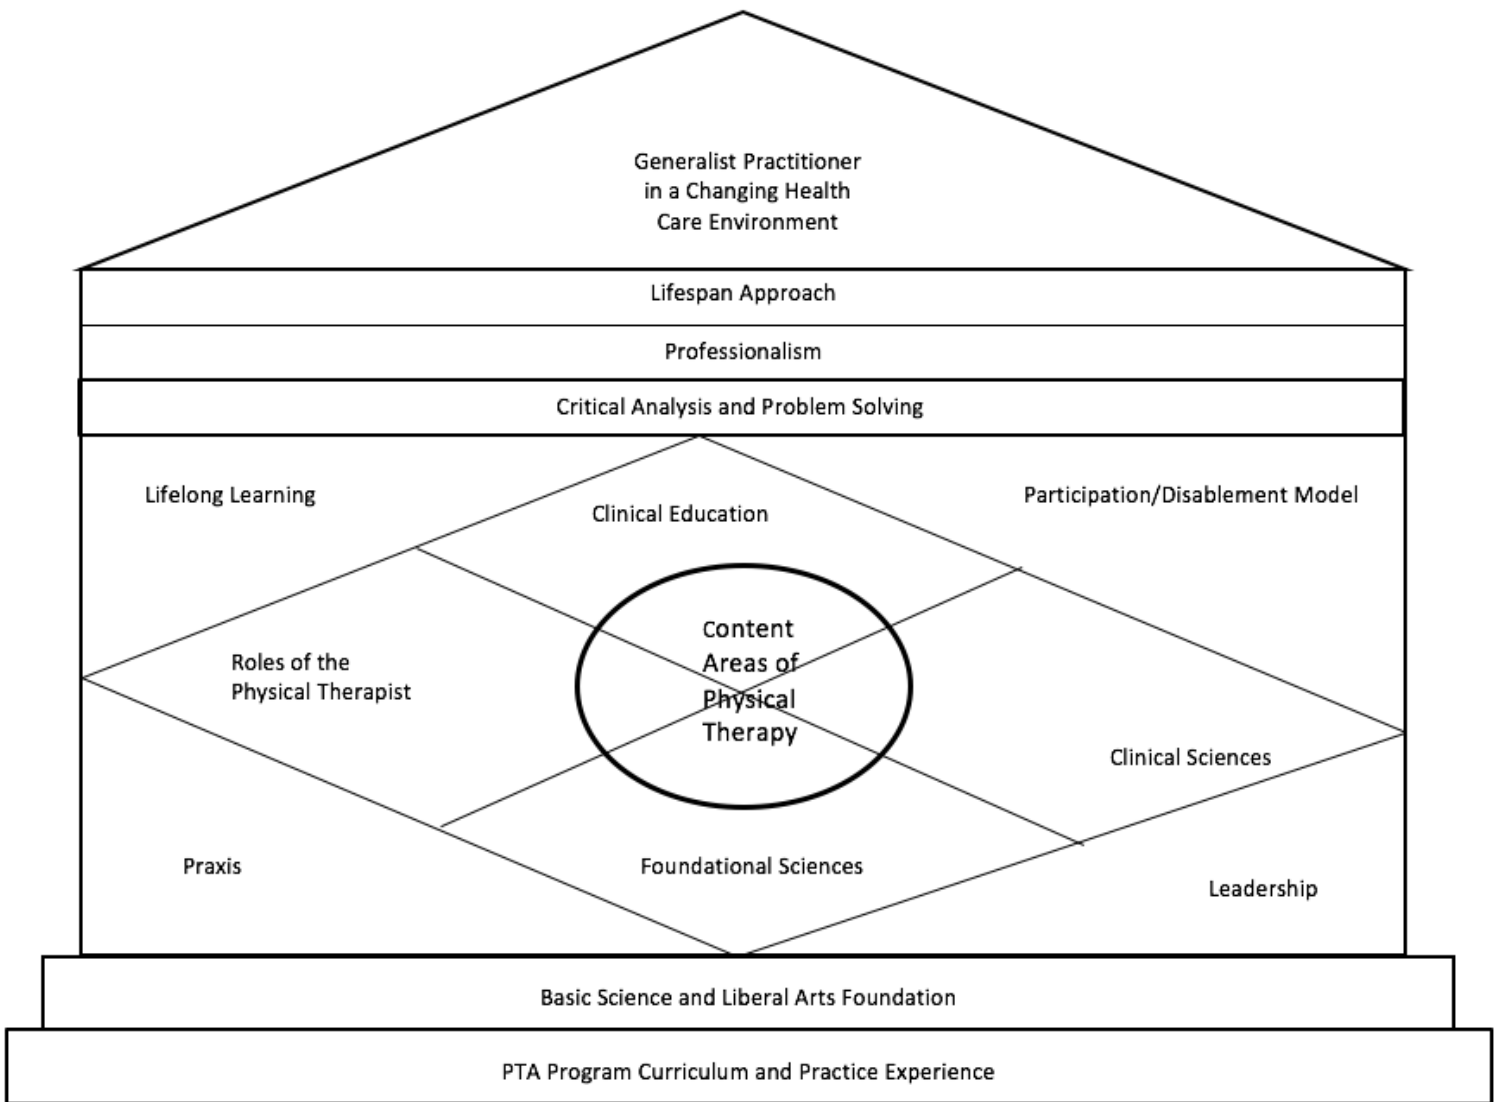 Generalist Practitioner
in a Changing Health
Care Environment
Lifespan Approach
Professionalism
Critical Analysis and Problem Solving
Lifelong Learning
Participation/Disablement Model
Clinical Education
Content
Areas of
Physical
Therapy
Roles of the
Physical Therapist
Clinical Sciences
Praxis
Foundational Sciences
Leadership
Basic Science and Liberal Arts Foundation
PTA Program Curriculum and Practice Experience